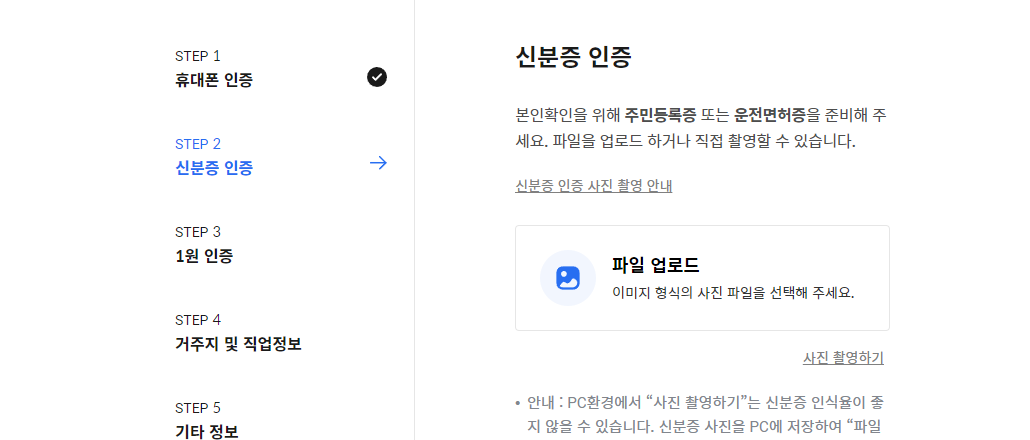 STEP 1
휴대폰 인증
STEP 2
신분증 인증
STEP 3
1원 인증
STEP 4
거주지 및 직업정보
STEP 5
기타 정보
신분증 인증
본인확인을 위해 주민등록증 또는 운전면허증을 준비해 주
세요. 파일을 업로드 하거나 직접 촬영할 수 있습니다.
신분증 인증 사진 촬영 안내
파일 업로드
이미지 형식의 사진 파일을 선택해 주세요.
사진 촬영하기
• 안내 : PC환경에서 “사진 촬영하기”는 신분증 인식율이 좋
지 않을 수 있습니다. 신분증 사진을 PC에 저장하여 “파일